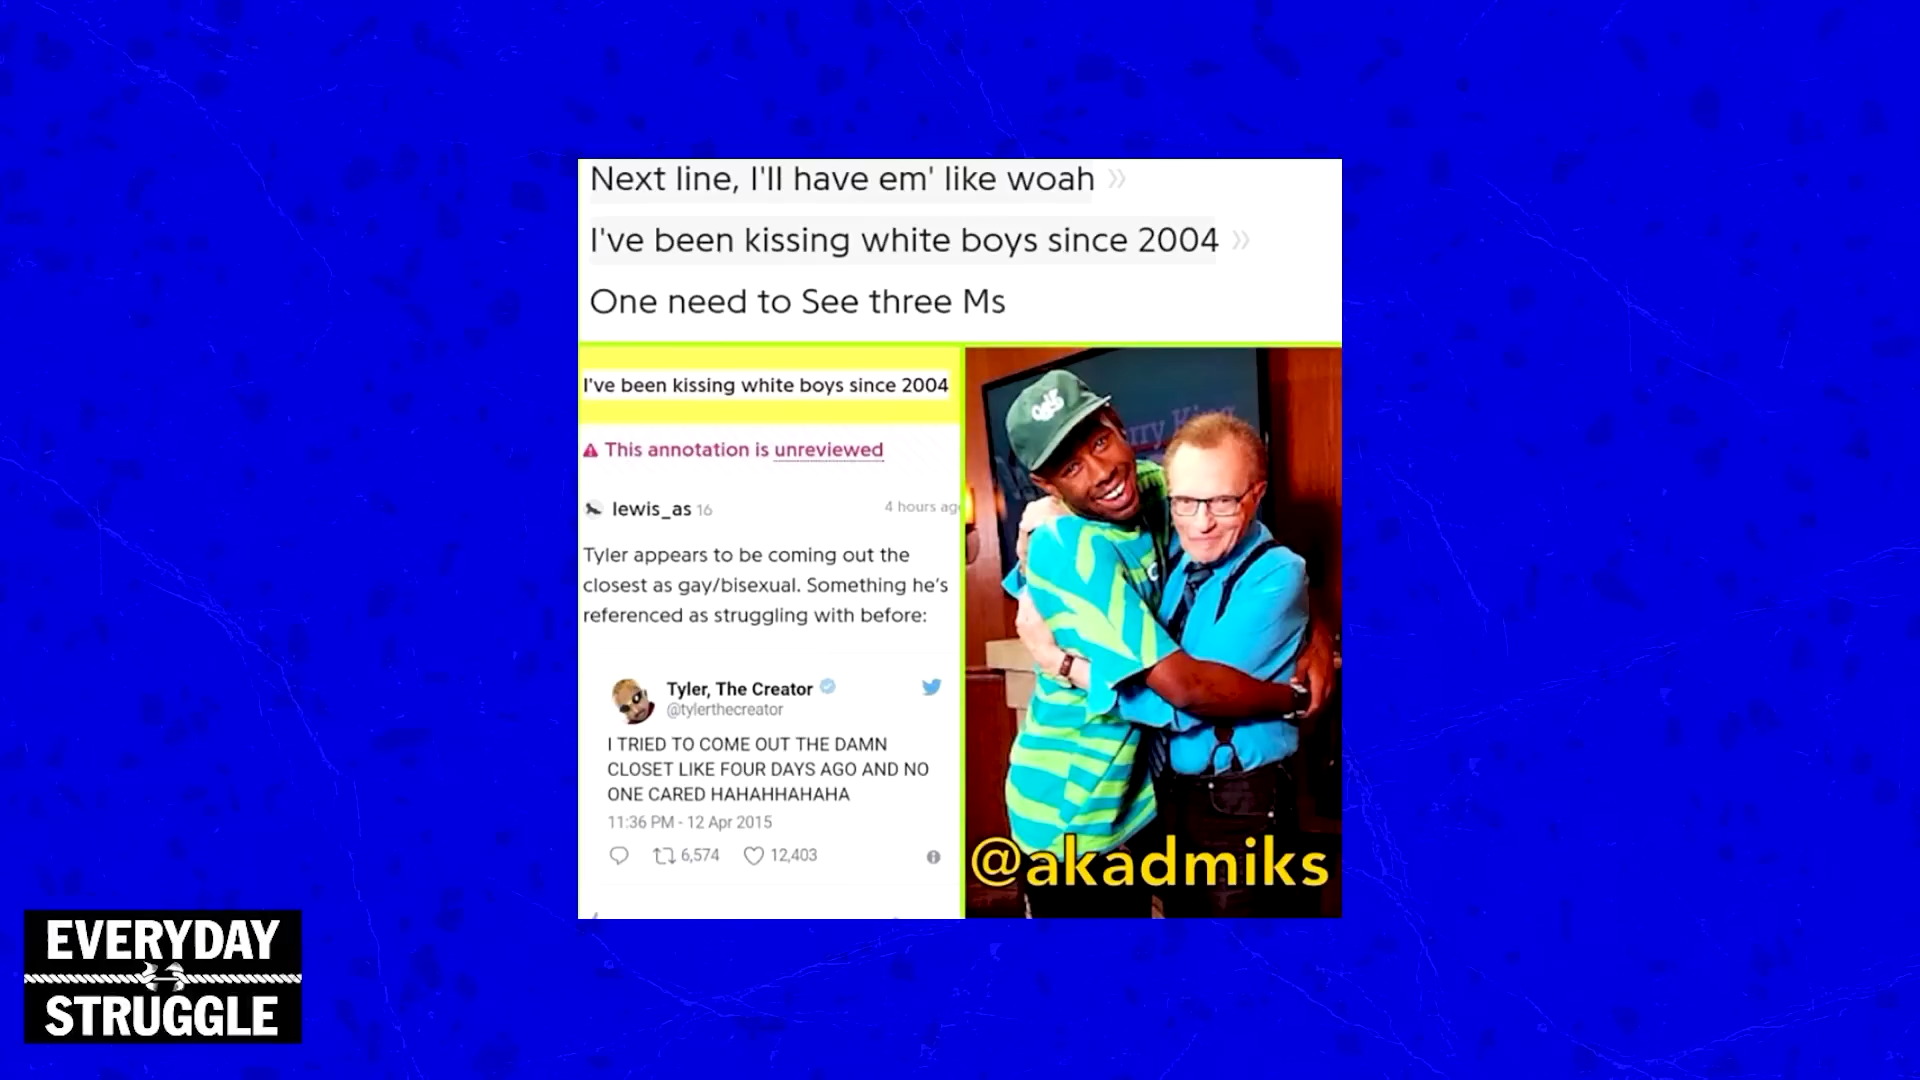 Next line, I'll have em' like woah »
I've been kissing white boys since 2004 »
One need to See three Ms
I've been kissing white boys since 2004
This annotation is unreviewed
lewis_as 16
4 hours ag
Tyler appears to be coming out the
closest as gay/bisexual. Something he's
referenced as struggling with before:
Tyler, The Creator
@tylerthecreator
I TRIED TO COME OUT THE DAMN
CLOSET LIKE FOUR DAYS AGO AND NO
ONE CARED HAHAHHAHAHA
11:36 PM - 12 Apr 2015
6,574 12,403
@akadmiks
EVERYDAY
STRUGGLE